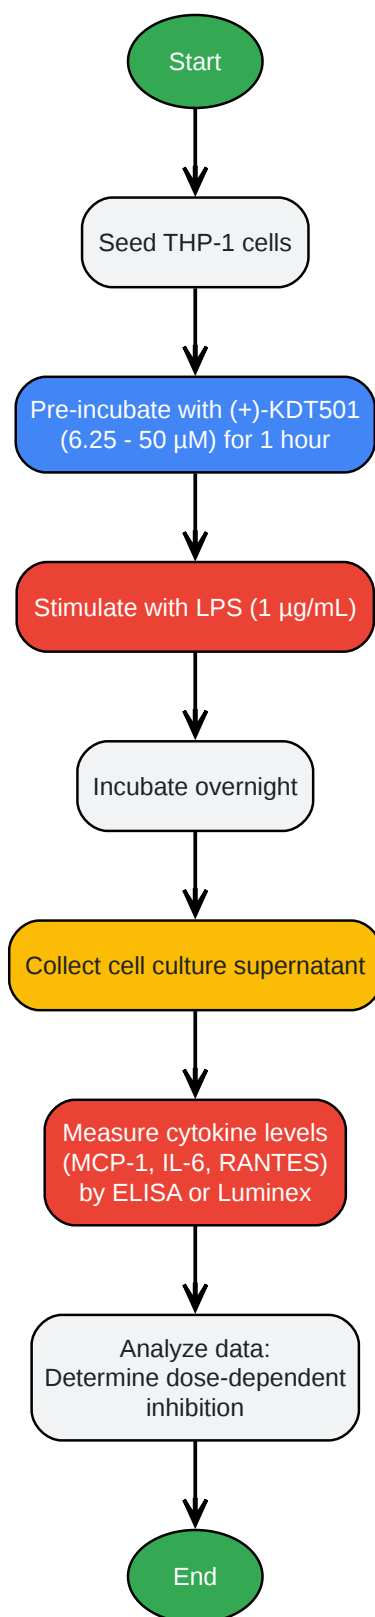 Start
Seed THP-1 cells
Pre-incubate with (+)-KDT501
(6.25 - 50 µM) for 1 hour
Stimulate with LPS (1 µg/mL)
Incubate overnight
Collect cell culture supernatant
Measure cytokine levels
(MCP-1, IL-6, RANTES)
by ELISA or Luminex
Analyze data:
Determine dose-dependent
inhibition
End